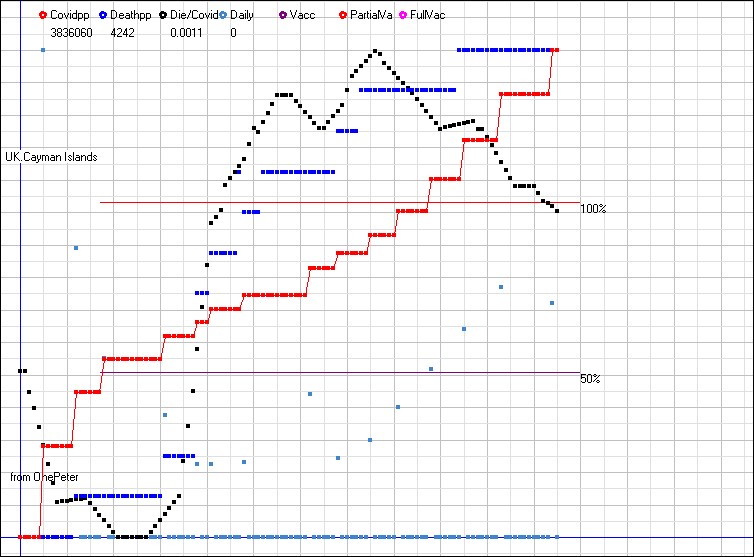 Covidpp Deathpp Die/Covid Daily Vacc PartialVa FullVac
3836060 4242 0.0011 0
UK.Cayman Islands
100%
50%
from OnePeter